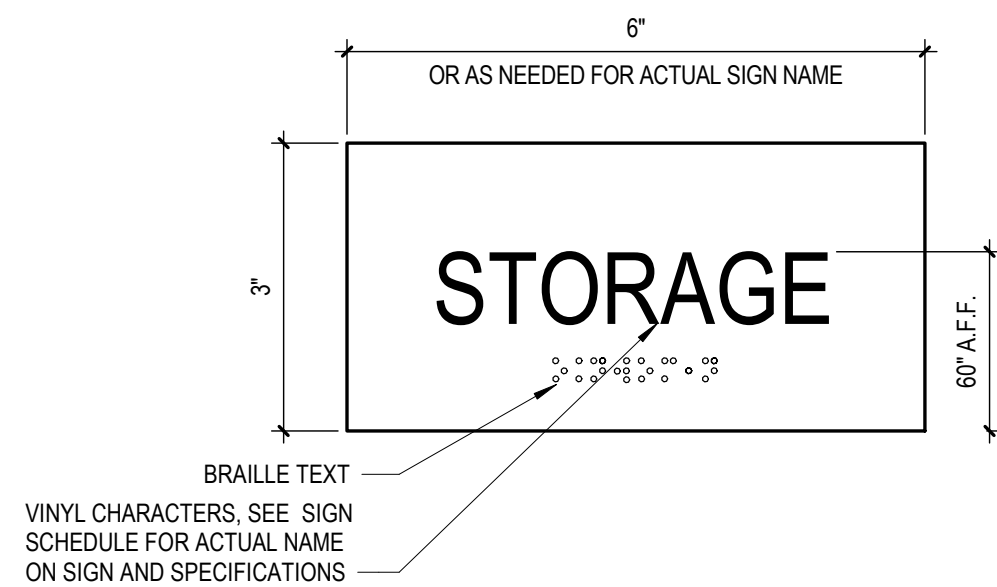 6"
OR AS NEEDED FOR ACTUAL SIGN NAME
3"
STORAGE
60" A.F.F.
BRAILLE TEXT
VINYL CHARACTERS, SEE SIGN
SCHEDULE FOR ACTUAL NAME
ON SIGN AND SPECIFICATIONS